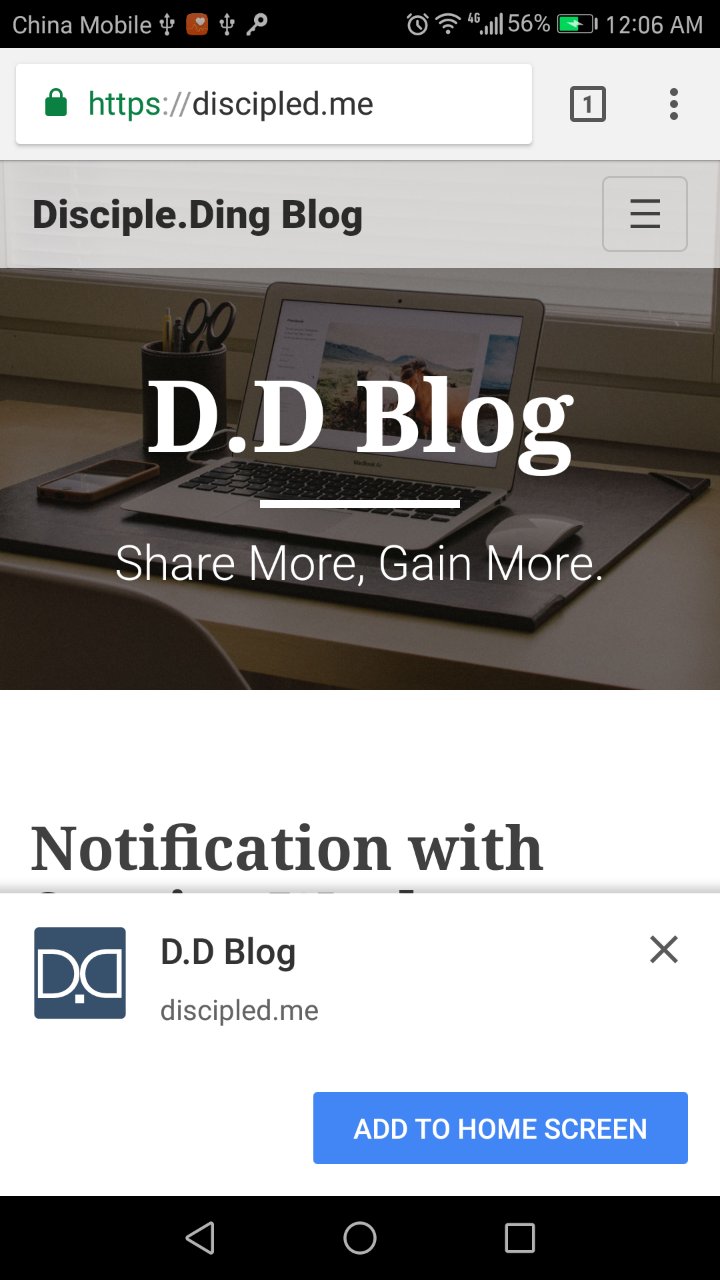 China Mobile 4G 56% 12:06 AM
https://discipled.me 1
Disciple.Ding Blog
D.D Blog
Share More, Gain More.
Notification with
D.D
D.D Blog
discipled.me
ADD TO HOME SCREEN